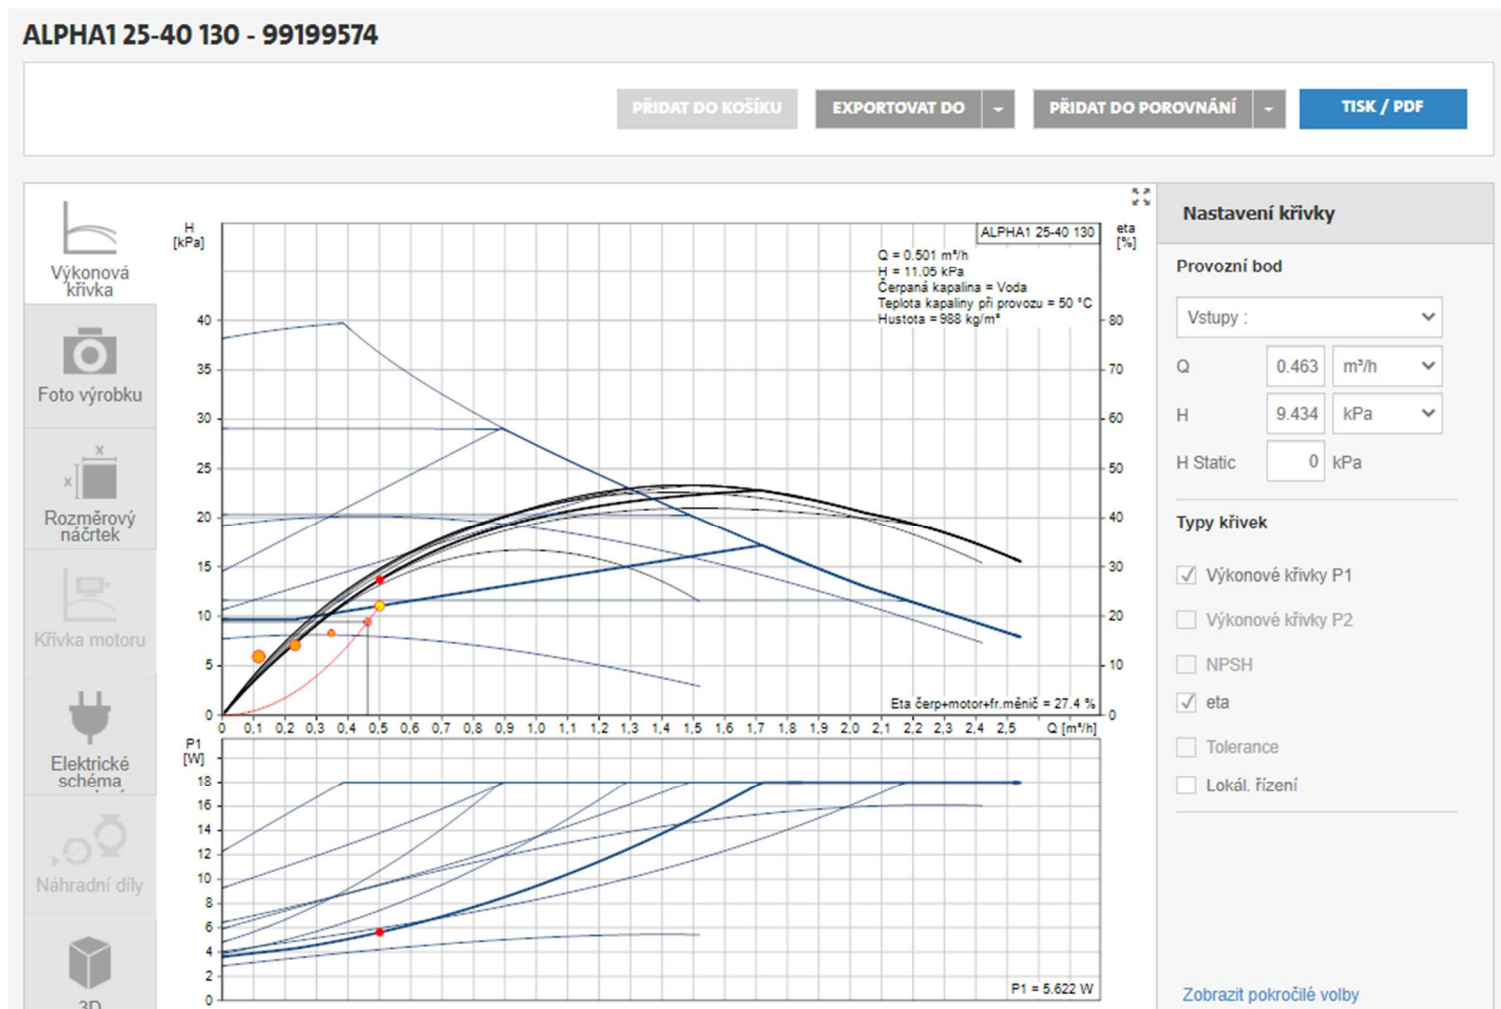 ALPHA1 25-40 130 - 99199574
PŘIDAT DO KOŠÍKU
EXPORTOVAT DO
PŘIDAT DO POROVNÁNÍ
TISK / PDF
Výkonová
křivka
Foto výrobku
x
x
Rozměrový
náčrtek
Křivka motoru
Elektrické
schéma
Náhradní díly
3D
H
[kPa]
ALPHA1 25-40 130
eta
[%]
Q = 0.501 m³/h
H = 11.05 kPa
Čerpaná kapalina = Voda
Teplota kapaliny při provozu = 50 °C
Hustota = 988 kg/m³
40
35
30
25
20
15
10
5
0
80
70
60
50
40
30
20
10
0
Eta čerp+motor+fr.měnič = 27.4 %
0 0,1 0,2 0,3 0,4 0,5 0,6 0,7 0,8 0,9 1,0 1,1 1,2 1,3 1,4 1,5 1,6 1,7 1,8 1,9 2,0 2,1 2,2 2,3 2,4 2,5 Q [m³/h]
P1
[W]
18
16
14
12
10
8
6
4
2
0
P1 = 5.622 W
Nastavení křivky
Provozní bod
Vstupy :
Q 0.463 m³/h
H 9.434 kPa
H Static 0 kPa
Typy křivek
Výkonové křivky P1
Výkonové křivky P2
NPSH
eta
Tolerance
Lokál. řízení
Zobrazit pokročilé volby